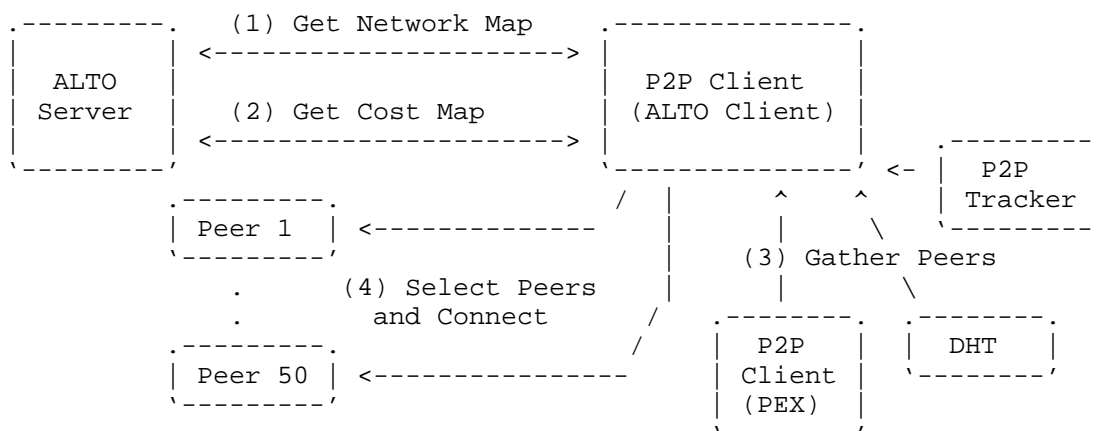 (1) Get Network Map
ALTO
Server
P2P Client
(ALTO Client)
(2) Get Cost Map
P2P
Tracker
Peer 1
(3) Gather Peers
(4) Select Peers
and Connect
Peer 50
P2P
Client
(PEX)
DHT